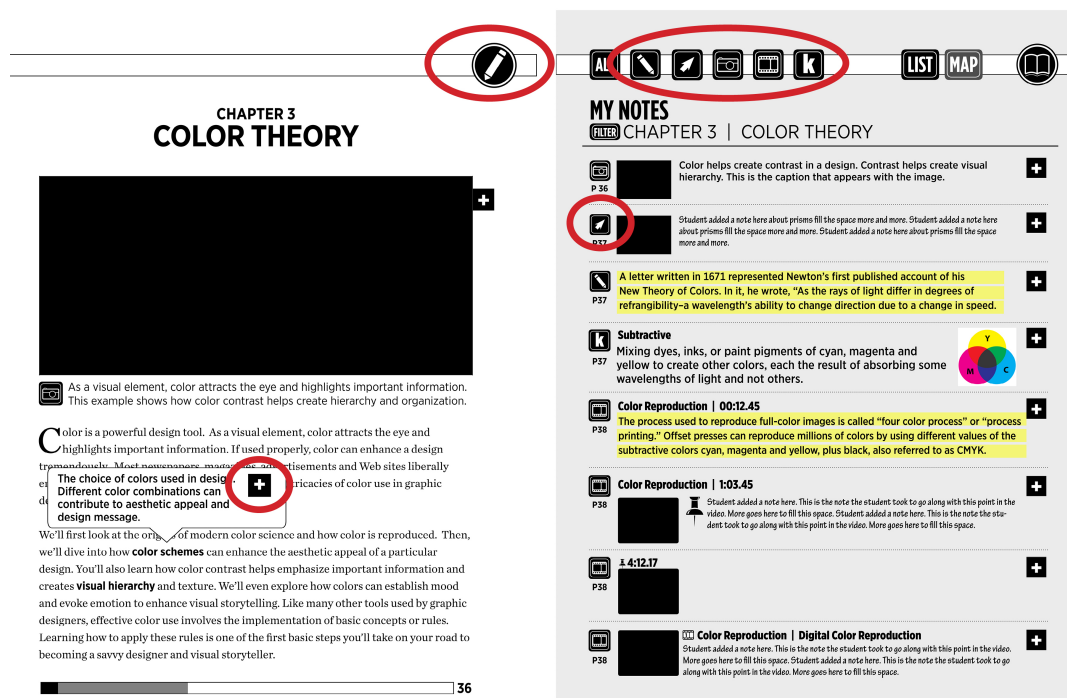 CHAPTER 3
COLOR THEORY
As a visual element, color attracts the eye and highlights important information.
This example shows how color contrast helps create hierarchy and organization.
Color is a powerful design tool. As a visual element, color attracts the eye and
highlights important information. If used properly, color can enhance a design
tremendously. Most newspapers, magazines, advertisements and Web sites liberally
tricacies of color use in graphic
The choice of colors used in design.
Different color combinations can
contribute to aesthetic appeal and
design message.
We'll first look at the of modern color science and how color is reproduced. Then,
we'll dive into how color schemes can enhance the aesthetic appeal of a particular
design. You'll also learn how color contrast helps emphasize important information and
creates visual hierarchy and texture. We'll even explore how colors can establish mood
and evoke emotion to enhance visual storytelling. Like many other tools used by graphic
designers, effective color use involves the implementation of basic concepts or rules.
Learning how to apply these rules is one of the first basic steps you'll take on your road to
becoming a savvy designer and visual storyteller.
36
k
LIST MAP
MY NOTES
FILTER CHAPTER 3 | COLOR THEORY
P 36
Color helps create contrast in a design. Contrast helps create visual
hierarchy. This is the caption that appears with the image.
P37
Student added a note here about prisms fill the space more and more. Student added a note here
about prisms fill the space more and more. Student added a note here about prisms fill the space
more and more.
P37
A letter written in 1671 represented Newton's first published account of his
New Theory of Colors. In it, he wrote, "As the rays of light differ in degrees of
refrangibility–a wavelength's ability to change direction due to a change in speed.
k
P37
Subtractive
Mixing dyes, inks, or paint pigments of cyan, magenta and
yellow to create other colors, each the result of absorbing some
wavelengths of light and not others.
Y
M C
P38
Color Reproduction | 00:12.45
The process used to reproduce full-color images is called "four color process" or "process
printing." Offset presses can reproduce millions of colors by using different values of the
subtractive colors cyan, magenta and yellow, plus black, also referred to as CMYK.
P38
Color Reproduction | 1:03.45
Student added a note here. This is the note the student took to go along with this point in the
video. More goes here to fill this space. Student added a note here. This is the note the stu-
dent took to go along with this point in the video. More goes here to fill this space.
P38
4:12.17
P38
Color Reproduction | Digital Color Reproduction
Student added a note here. This is the note the student took to go along with this point in the video.
More goes here to fill this space. Student added a note here. This is the note the student took to go
along with this point in the video. More goes here to fill this space.